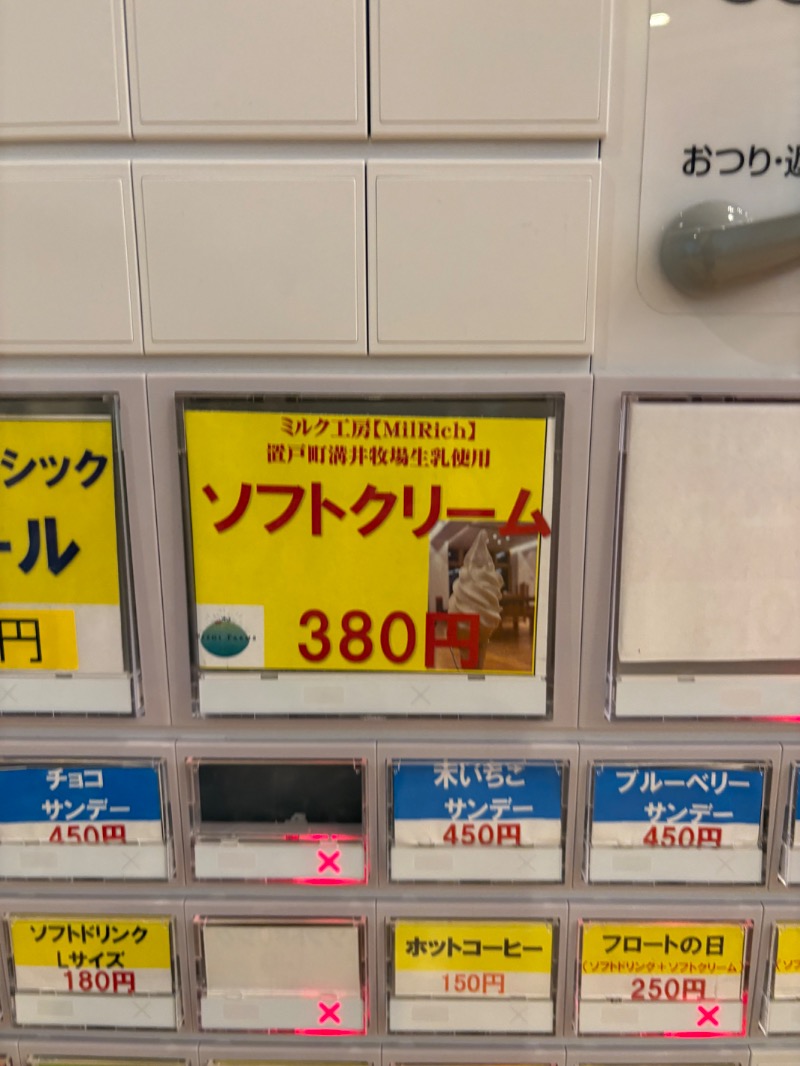 おつり・返
シック
ール
円
ミルク工房【MilRich】
置戸町溝井牧場生乳使用
ソフトクリーム
380円
チョコ
サンデー
450円
いちご
サンデー
450円
ブルーベリー
サンデー
450円
ソフトドリンク
Lサイズ
180円
ホットコーヒー
150円
フロートの日
(ソフトドリンク+ソフトクリーム)
250円